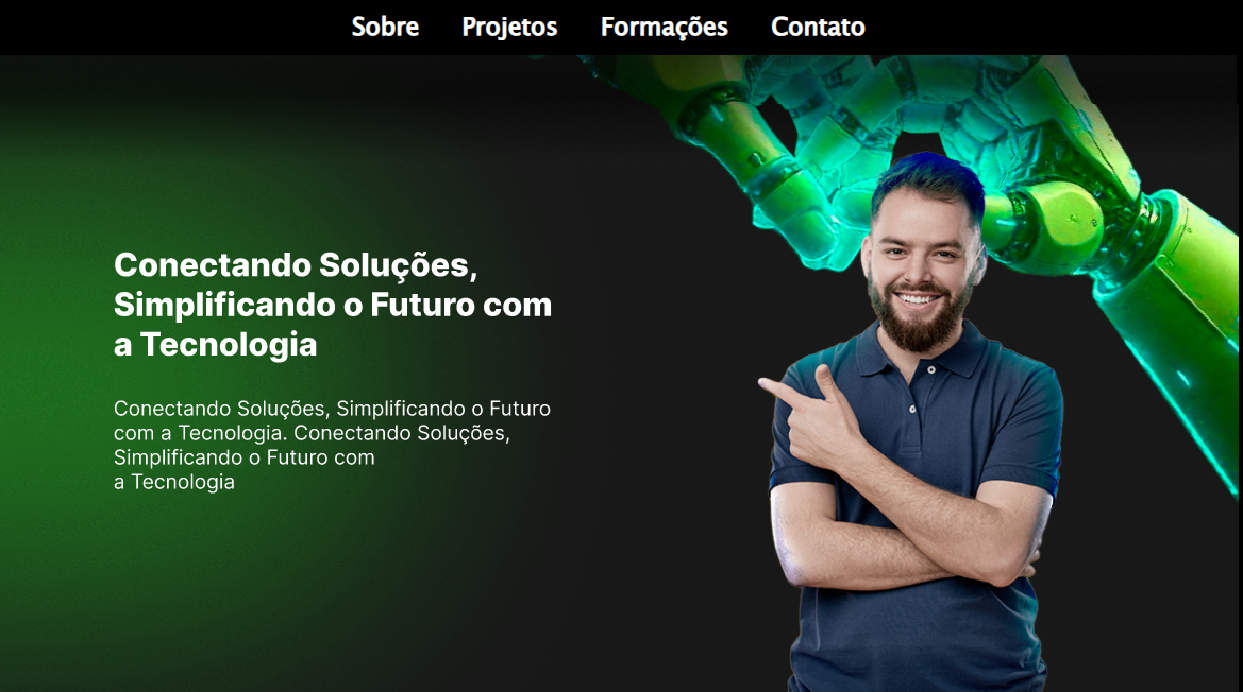 Sobre Projetos Formações Contato
Conectando Soluções,
Simplificando o Futuro com
a Tecnologia
Conectando Soluções, Simplificando o Futuro
com a Tecnologia. Conectando Soluções,
Simplificando o Futuro com
a Tecnologia